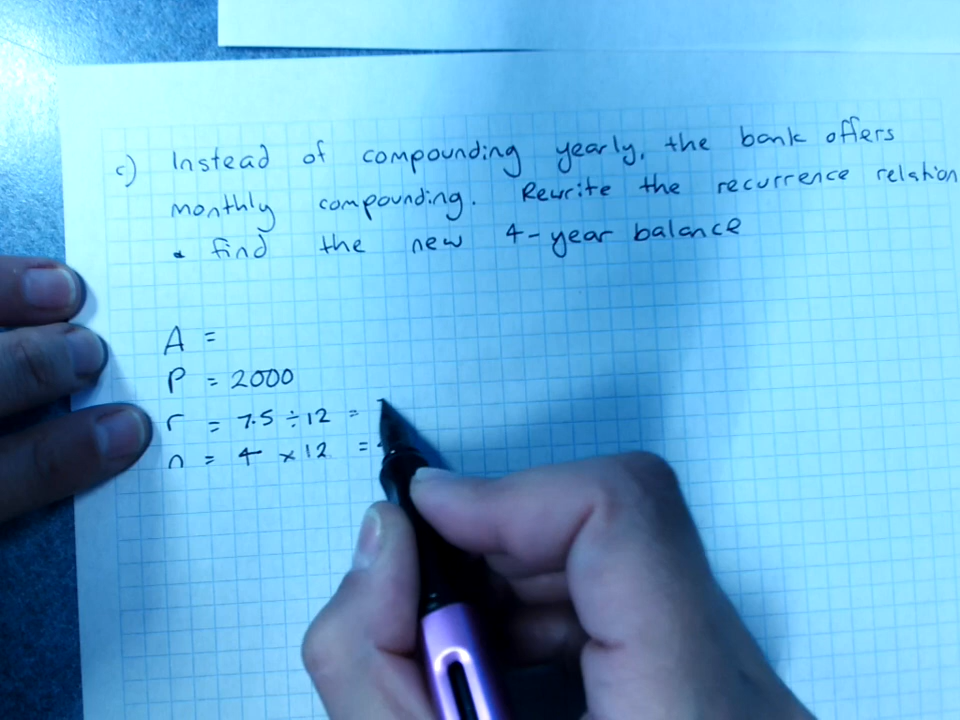 c) Instead of compounding yearly, the bank offers
monthly compounding. Rewrite the recurrence relation
• find the new 4-year balance
A =
P = 2000
r = 7.5 ÷ 12 =
n = 4 × 12 =